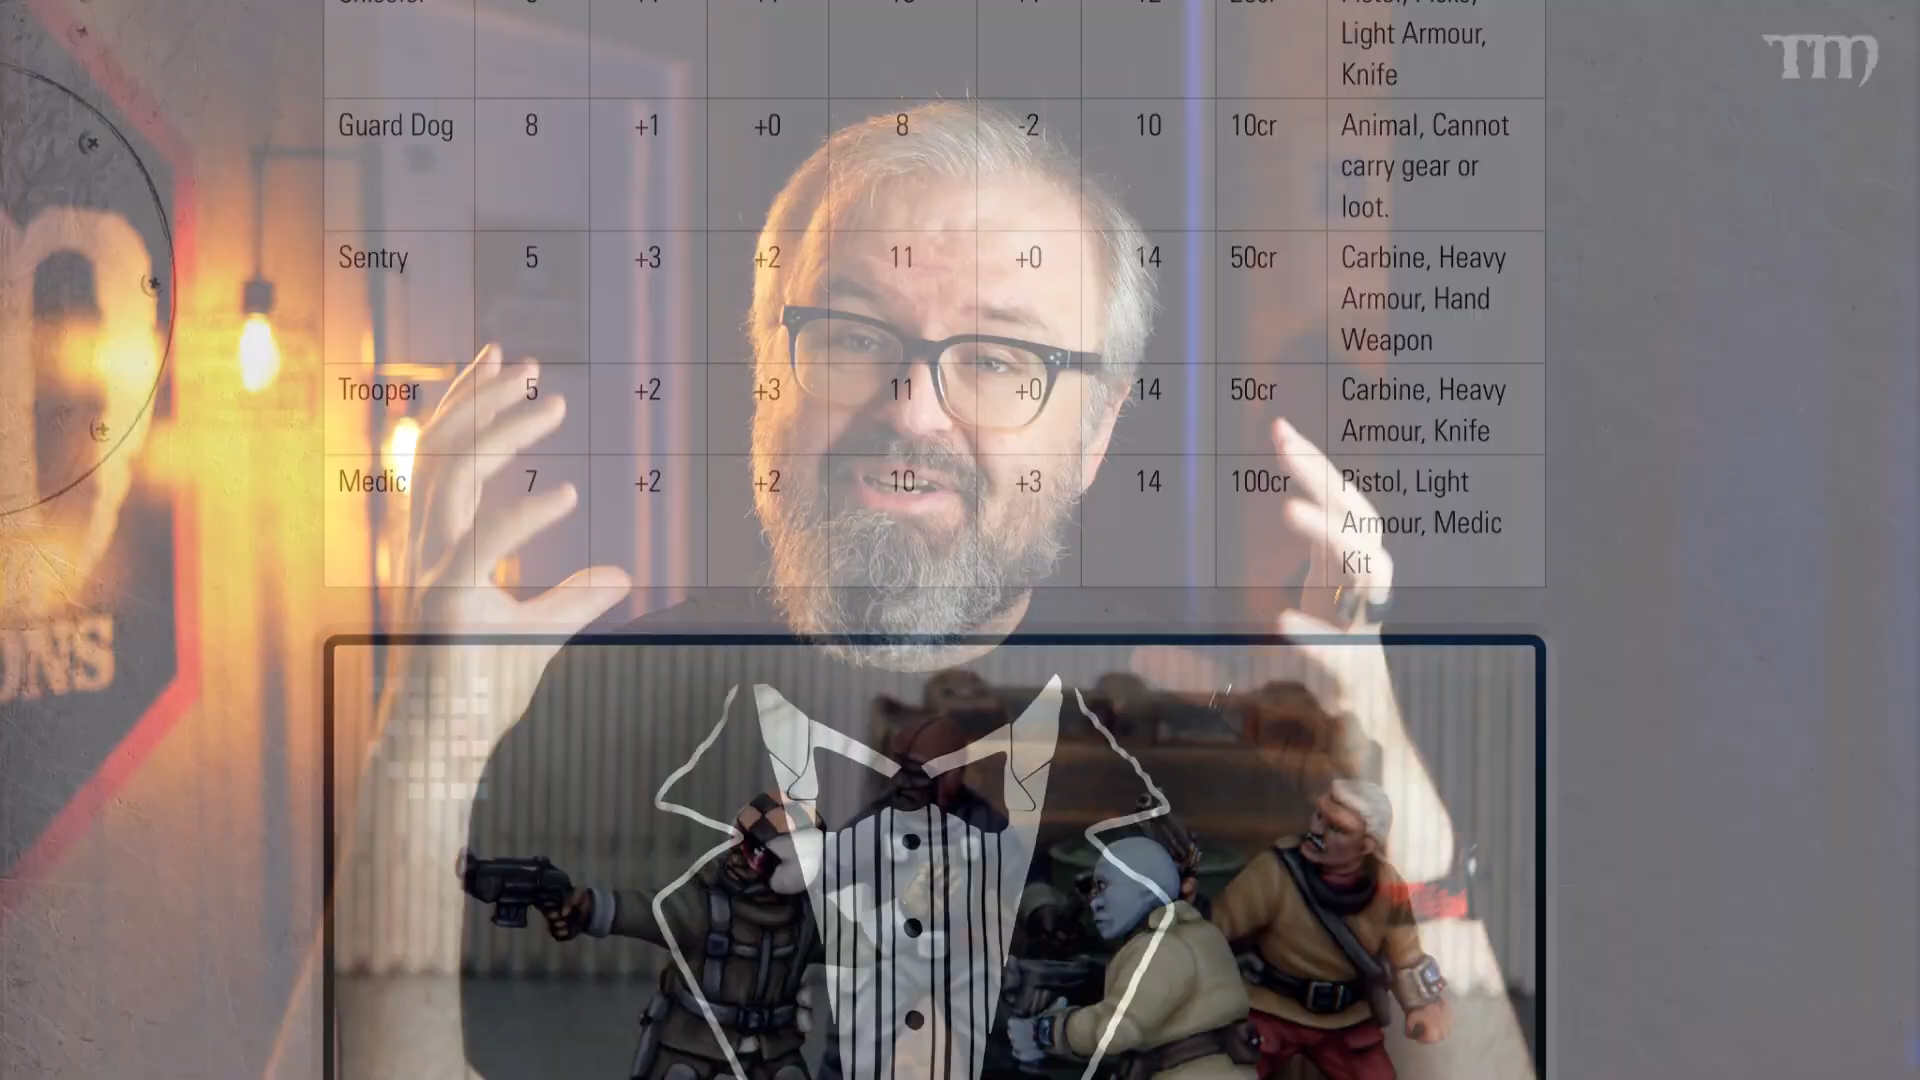 Light Armour,
Knife
Guard Dog 8 +1 +0 8 -2 10 10cr Animal, Cannot
carry gear or
loot.
Sentry 5 +3 +2 11 +0 14 50cr Carbine, Heavy
Armour, Hand
Weapon
Trooper 5 +2 +3 11 +0 14 50cr Carbine, Heavy
Armour, Knife
Medic 7 +2 +2 10 +3 14 100cr Pistol, Light
Armour, Medic
Kit
TM